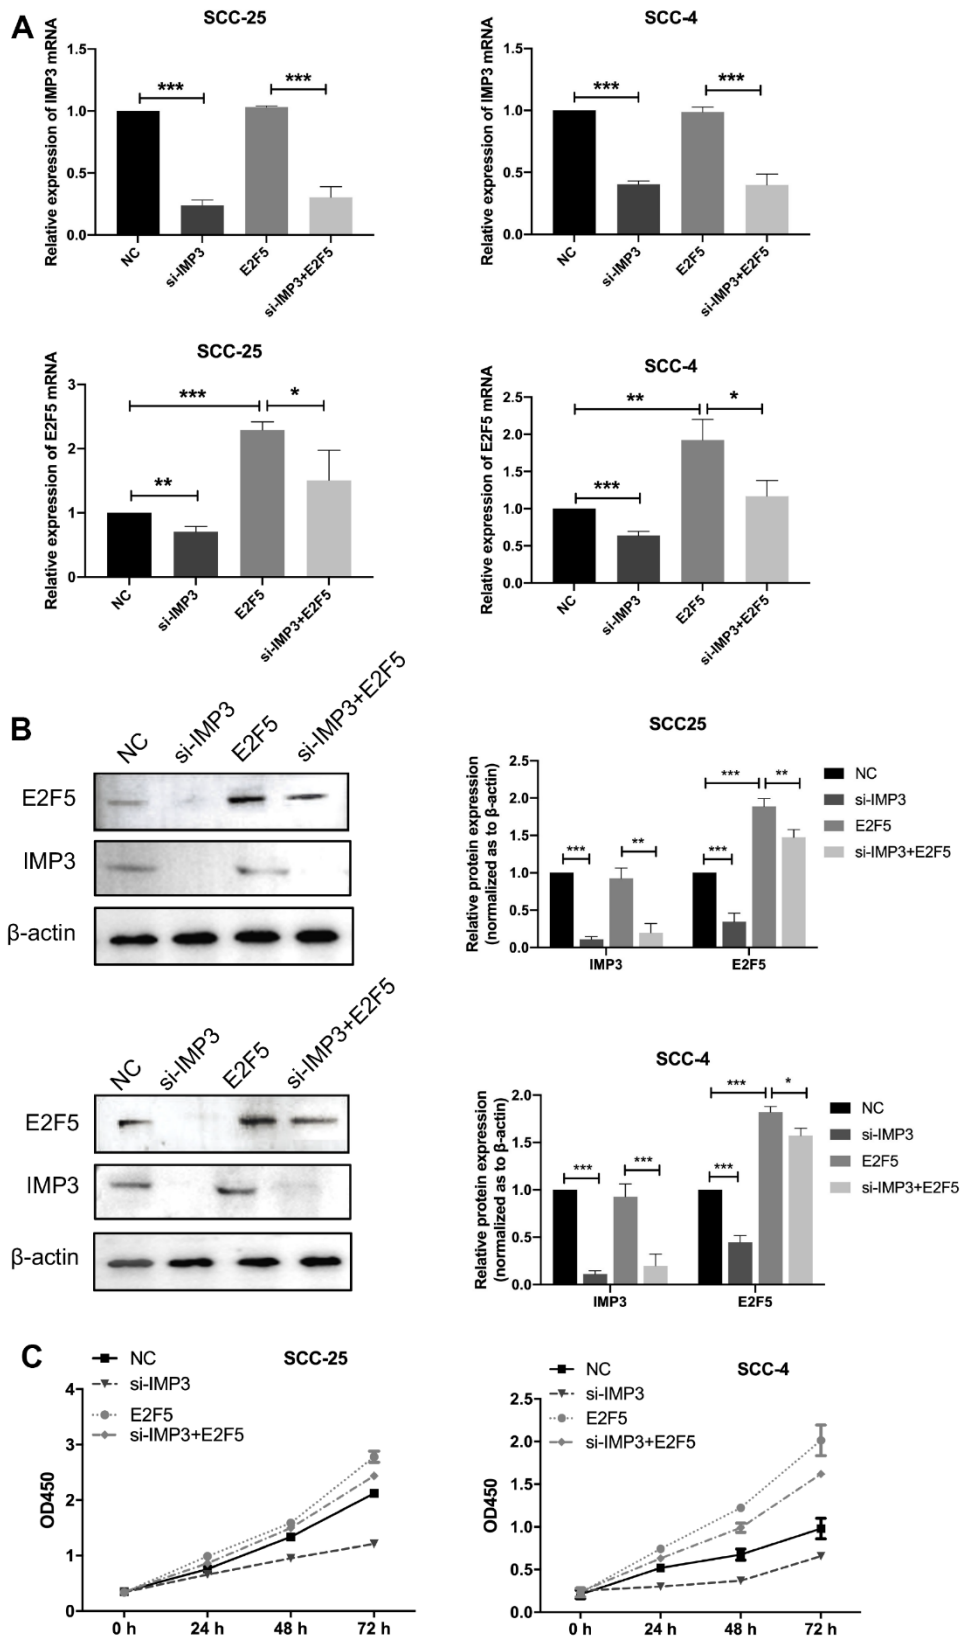 A
SCC-25
Relative expression of IMP3 mRNA
1.5
1.0
0.5
0.0
***
***
NC
si-IMP3
E2F5
si-IMP3+E2F5
SCC-4
Relative expression of IMP3 mRNA
1.5
1.0
0.5
0.0
***
***
NC
si-IMP3
E2F5
si-IMP3+E2F5
SCC-25
Relative expression of E2F5 mRNA
3
2
1
0
***
*
**
NC
si-IMP3
E2F5
si-IMP3+E2F5
SCC-4
Relative expression of E2F5 mRNA
2.5
2.0
1.5
1.0
0.5
0.0
**
*
***
NC
si-IMP3
E2F5
si-IMP3+E2F5
B
NC
si-IMP3
E2F5
si-IMP3+E2F5
E2F5
IMP3
β-actin
SCC25
Relative protein expression
(normalized as to β-actin)
2.5
2.0
1.5
1.0
0.5
0.0
***
**
***
***
**
IMP3
E2F5
NC
si-IMP3
E2F5
si-IMP3+E2F5
NC
si-IMP3
E2F5
si-IMP3+E2F5
E2F5
IMP3
β-actin
SCC-4
Relative protein expression
(normalized as to β-actin)
2.0
1.5
1.0
0.5
0.0
***
***
***
***
*
IMP3
E2F5
NC
si-IMP3
E2F5
si-IMP3+E2F5
C
NC
si-IMP3
E2F5
si-IMP3+E2F5
SCC-25
OD450
4
3
2
1
0
0 h
24 h
48 h
72 h
NC
si-IMP3
E2F5
si-IMP3+E2F5
SCC-4
OD450
2.5
2.0
1.5
1.0
0.5
0.0
0 h
24 h
48 h
72 h